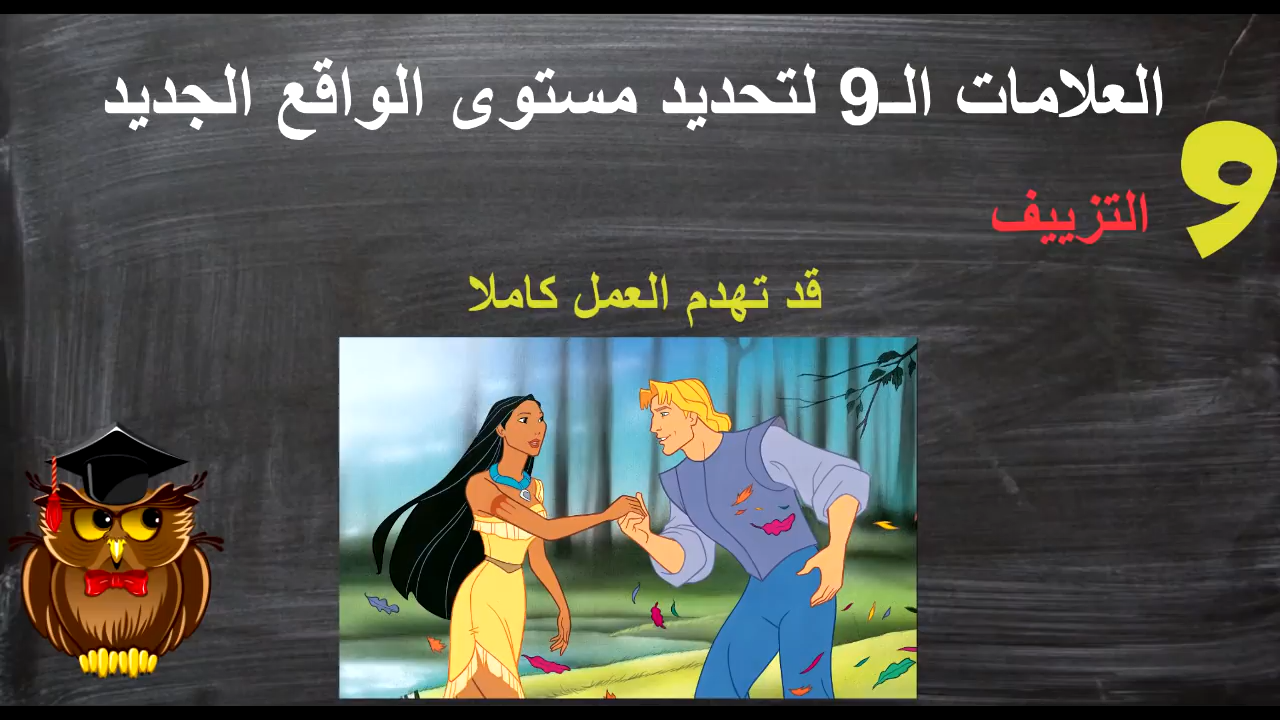 العلامات الـ9 لتحديد مستوى الواقع الجديد
9
التزييف
قد تهدم العمل كاملا